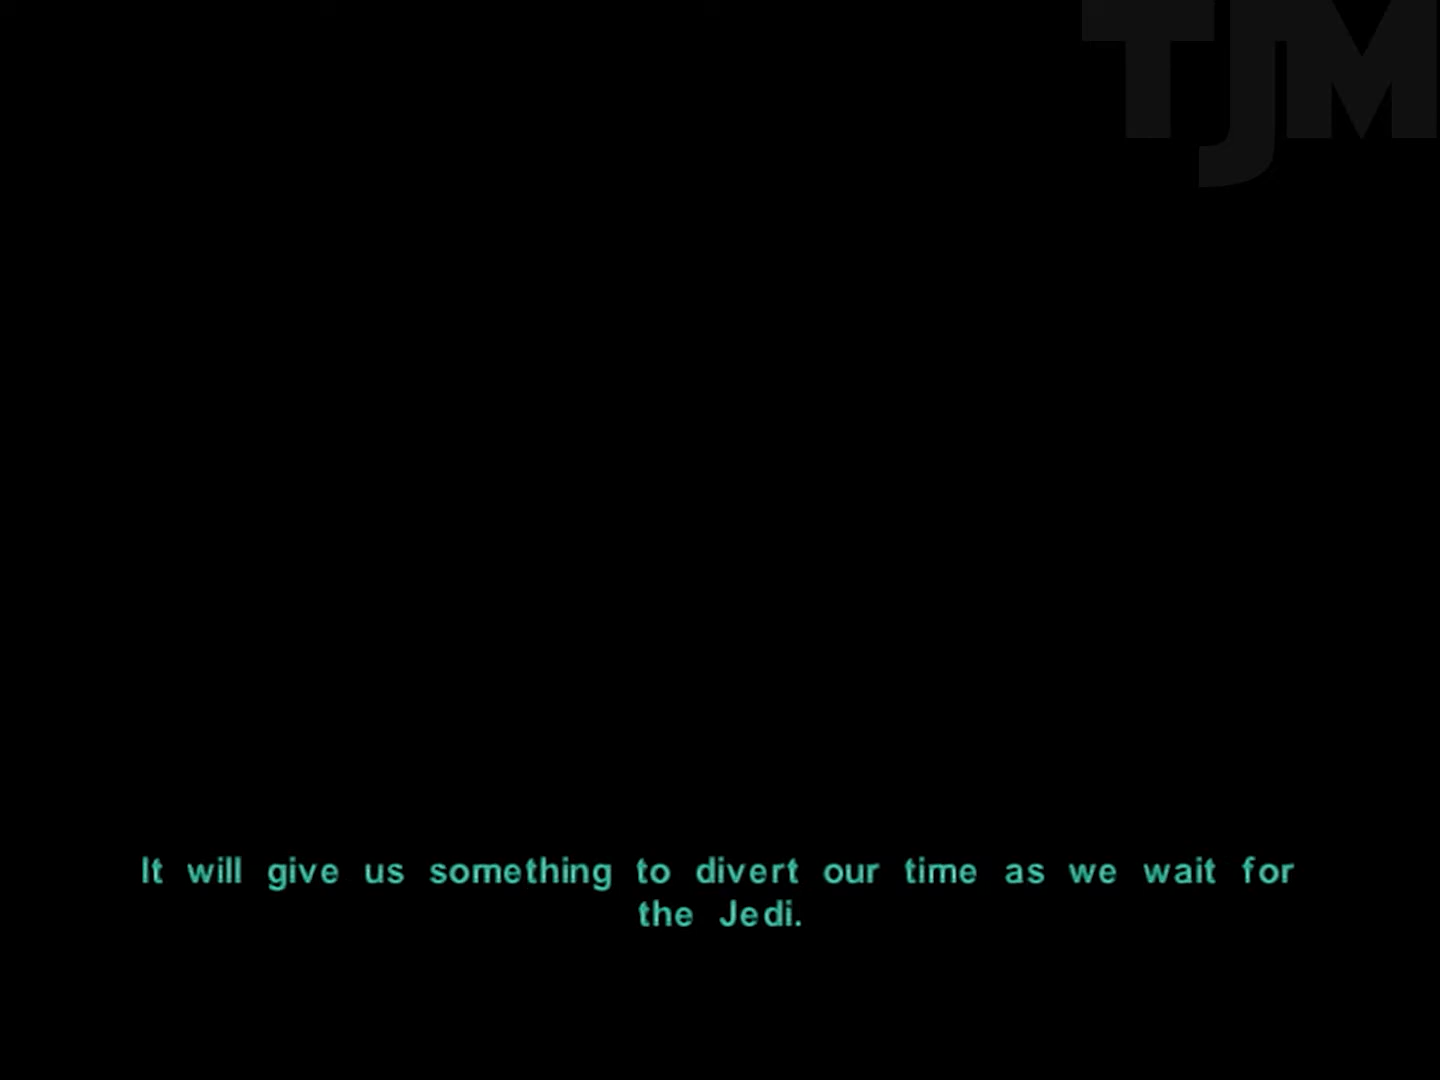 TJM
It will give us something to divert our time as we wait for
the Jedi.